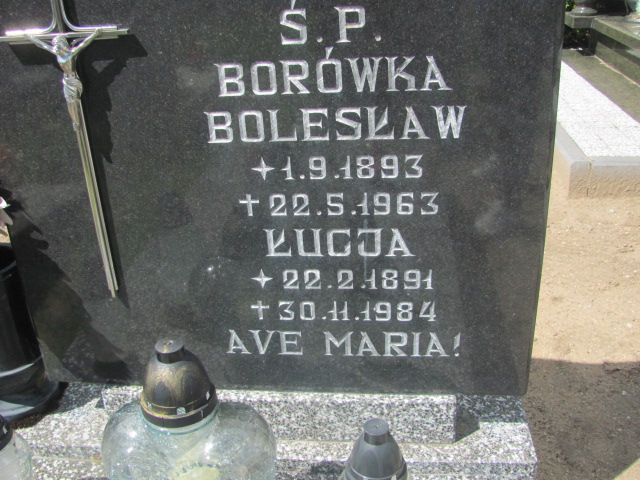 Ś.P.
BORÓWKA
BOLESŁAW
✦1.9.1893
✝22.5.1963
ŁUCJA
✦22.2.1891
✝30.11.1984
AVE MARIA!